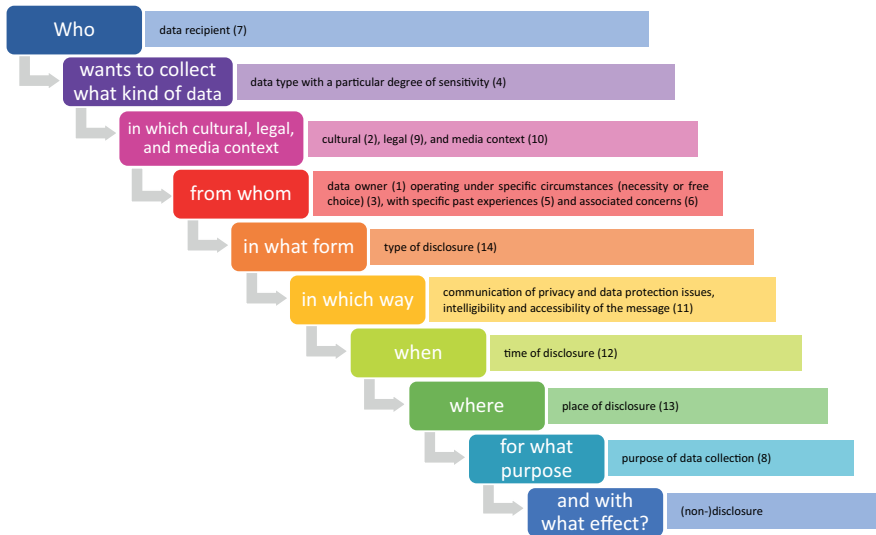 Who
data recipient (7)
wants to collect
what kind of data
data type with a particular degree of sensitivity (4)
in which cultural, legal,
and media context
cultural (2), legal (9), and media context (10)
from whom
data owner (1) operating under specific circumstances (necessity or free
choice) (3), with specific past experiences (5) and associated concerns (6)
in what form
type of disclosure (14)
in which way
communication of privacy and data protection issues,
intelligibility and accessibility of the message (11)
when
time of disclosure (12)
where
place of disclosure (13)
for what
purpose
purpose of data collection (8)
and with
what effect?
(non-)disclosure